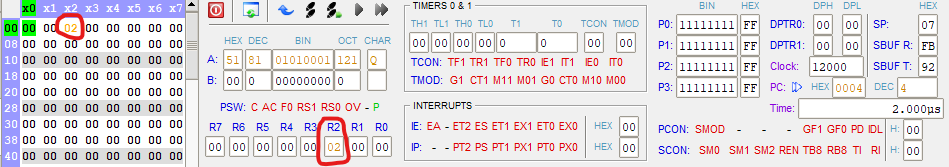 x0 x1 x2 x3 x4 x5 x6 x7
00 00 00 02 00 00 00 00 00
08 00 00 00 00 00 00 00 00
10 00 00 00 00 00 00 00 00
18 00 00 00 00 00 00 00 00
20 00 00 00 00 00 00 00 00
28 00 00 00 00 00 00 00 00
30 00 00 00 00 00 00 00 00
38 00 00 00 00 00 00 00 00
40 00 00 00 00 00 00 00 00
HEX DEC BIN OCT CHAR
A: 51 81 01010001 121 Q
B: 00 0 00000000 0
PSW: C AC F0 RS1 RS0 OV - P
R7 R6 R5 R4 R3 R2 R1 R0
00 00 00 00 00 02 00 00
TIMERS 0 & 1
TH1 TL1 TH0 TL0 T1 T0 TCON TMOD
00 00 00 00 0 0 00 00
TCON: TF1 TR1 TF0 TR0 IE1 IT1 IE0 IT0
TMOD: G1 CT1 M11 M01 G0 CT0 M10 M00
INTERRUPTS
IE: EA - ET2 ES ET1 EX1 ET0 EX0 HEX 00
IP: - - PT2 PS PT1 PX1 PT0 PX0 HEX 00
BIN HEX
P0: 11111111 FF
P1: 11111111 FF
P2: 11111111 FF
P3: 11111111 FF
DPH DPL
DPTR0: 00 00
DPTR1: 00 00
Clock: 12000
HEX
SP: 07
SBUF R: FB
SBUF T: 92
PC: HEX 0004 DEC 4
Time: 2.000µs
PCON: SMOD - - - GF1 GF0 PD IDL H: 00
SCON: SM0 SM1 SM2 REN TB8 RB8 TI RI H: 00